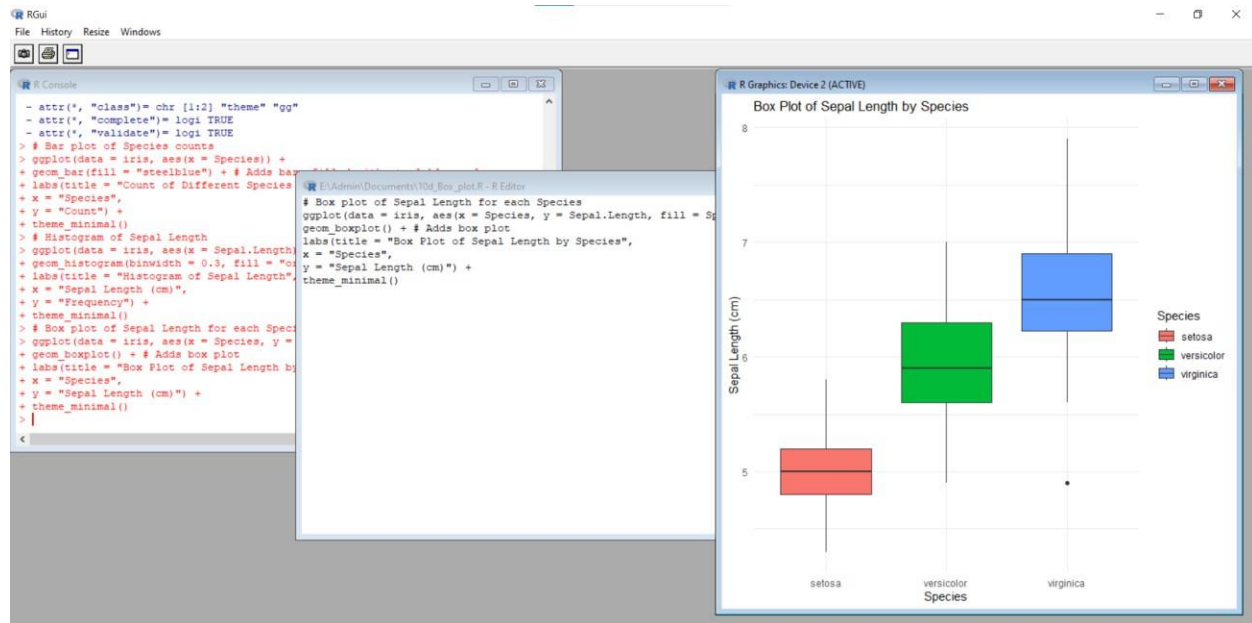 RGui
File History Resize Windows
R Console
- attr(*, "class")= chr [1:2] "theme" "gg"
- attr(*, "complete")= logi TRUE
- attr(*, "validate")= logi TRUE
> # Bar plot of Species counts
> ggplot(data = iris, aes(x = Species)) +
+ geom_bar(fill = "steelblue") + # Adds ba
+ labs(title = "Count of Different Species
+ x = "Species",
+ y = "Count") +
+ theme_minimal()
> # Histogram of Sepal Length
> ggplot(data = iris, aes(x = Sepal.Length)
+ geom_histogram(binwidth = 0.3, fill = "o
+ labs(title = "Histogram of Sepal Length",
+ x = "Sepal Length (cm)",
+ y = "Frequency") +
+ theme_minimal()
> # Box plot of Sepal Length for each Speci
> ggplot(data = iris, aes(x = Species, y =
+ geom_boxplot() + # Adds box plot
+ labs(title = "Box Plot of Sepal Length by
+ x = "Species",
+ y = "Sepal Length (cm)") +
+ theme_minimal()
>
E:\Admin\Documents\10d_Box_plot.R - R Editor
# Box plot of Sepal Length for each Species
ggplot(data = iris, aes(x = Species, y = Sepal.Length, fill = Sp
geom_boxplot() + # Adds box plot
labs(title = "Box Plot of Sepal Length by Species",
x = "Species",
y = "Sepal Length (cm)") +
theme_minimal()
R Graphics: Device 2 (ACTIVE)
Box Plot of Sepal Length by Species
8
7
6
5
Sepal Length (cm)
setosa versicolor virginica
Species
Species
setosa
versicolor
virginica